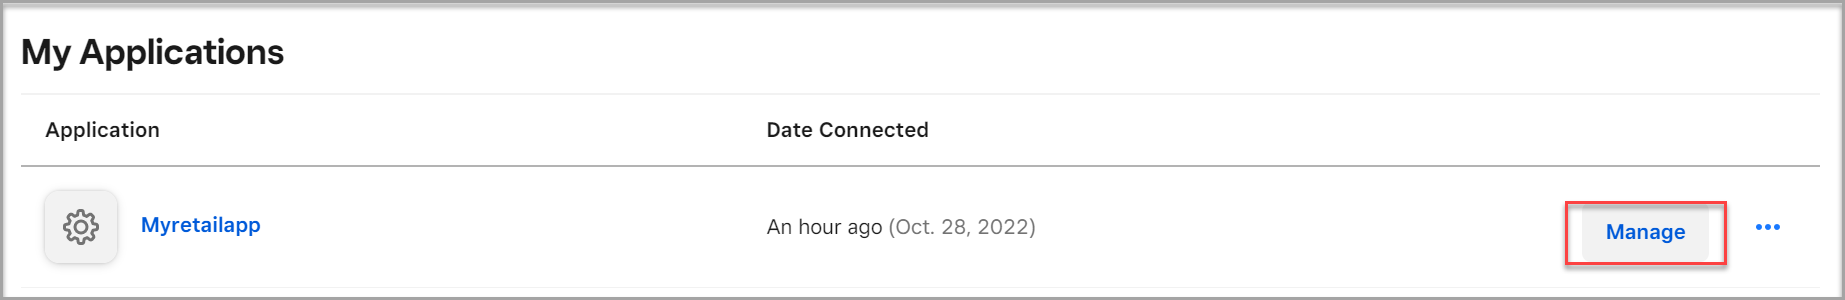 My Applications
Application Date Connected
Myretailapp An hour ago (Oct. 28, 2022) Manage